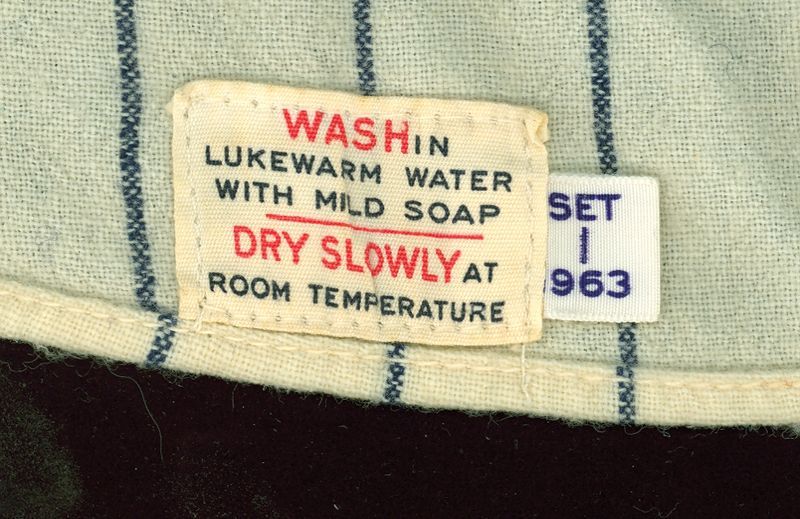 WASH IN
LUKEWARM WATER
WITH MILD SOAP
DRY SLOWLY AT
ROOM TEMPERATURE
SET
1
963